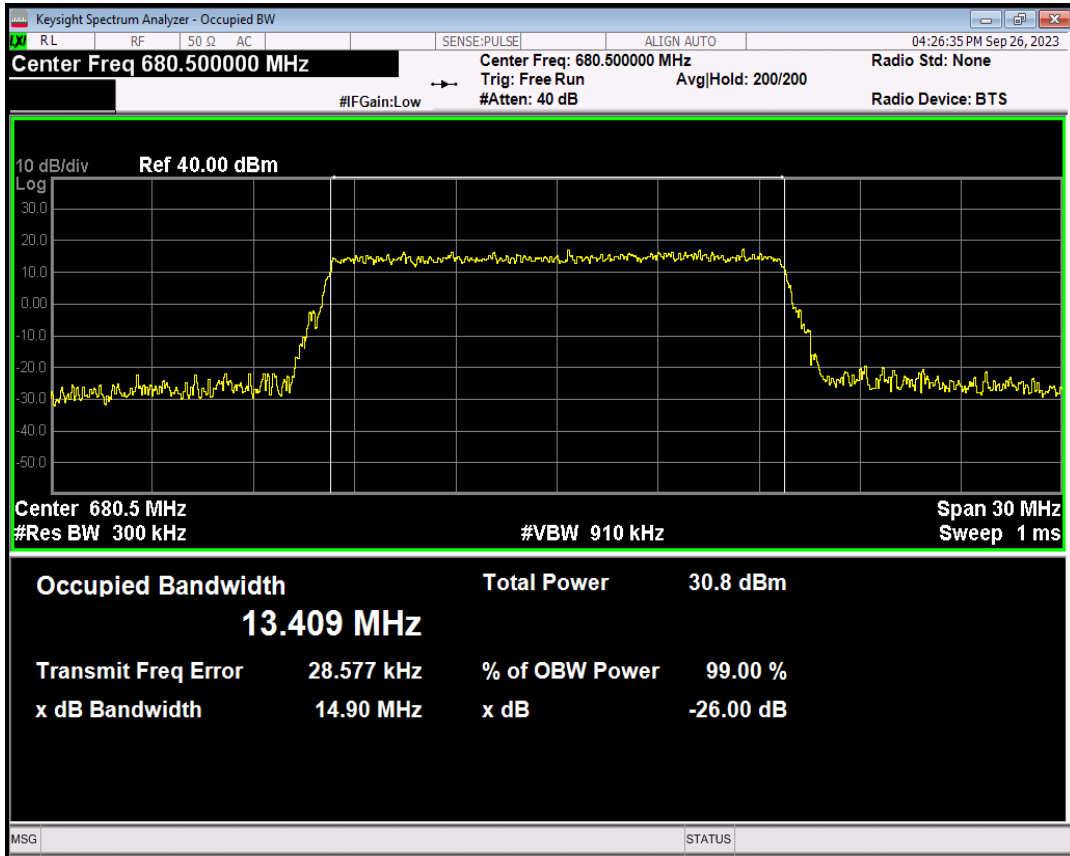 Keysight Spectrum Analyzer - Occupied BW
LXI RL RF 50 Ω AC SENSE:PULSE ALIGN AUTO 04:26:35 PM Sep 26, 2023
Center Freq 680.500000 MHz Center Freq: 680.500000 MHz Radio Std: None
Trig: Free Run Avg|Hold: 200/200
#IFGain:Low #Atten: 40 dB Radio Device: BTS
10 dB/div Ref 40.00 dBm
Log
30.0
20.0
10.0
0.00
-10.0
-20.0
-30.0
-40.0
-50.0
Center 680.5 MHz Span 30 MHz
#Res BW 300 kHz #VBW 910 kHz Sweep 1 ms
Occupied Bandwidth Total Power 30.8 dBm
13.409 MHz
Transmit Freq Error 28.577 kHz % of OBW Power 99.00 %
x dB Bandwidth 14.90 MHz x dB -26.00 dB
MSG STATUS